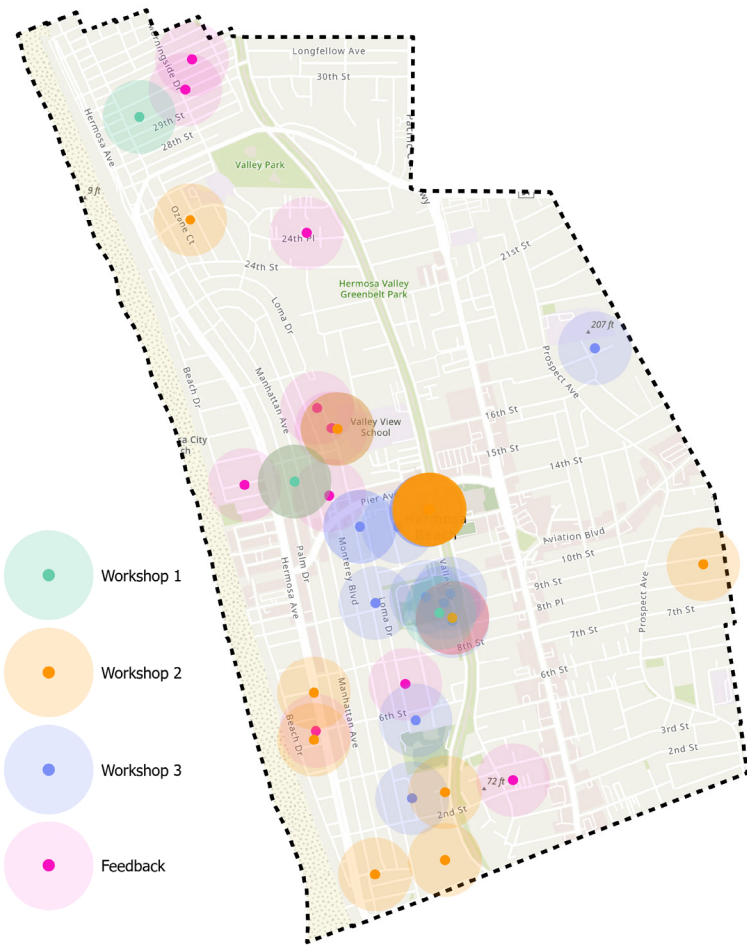 Longfellow Ave
30th St
Morningside Dr
29th St
28th St
Hermosa Ave
Valley Park
9 ft
Ozone Ct
24th Pl
24th St
21st St
Hermosa Valley
Greenbelt Park
Loma Dr
207 ft
Prospect Ave
Beach Dr
Manhattan Ave
16th St
Valley View
School
15th St
14th St
Pier Ave
Aviation Blvd
10th St
Palm Dr
Hermosa Ave
Monterey Blvd
9th St
8th Pl
Prospect Ave
7th St
Loma Dr
7th St
8th St
6th St
Manhattan Ave
6th St
Beach Dr
3rd St
2nd St
72 ft
2nd St
Workshop 1
Workshop 2
Workshop 3
Feedback